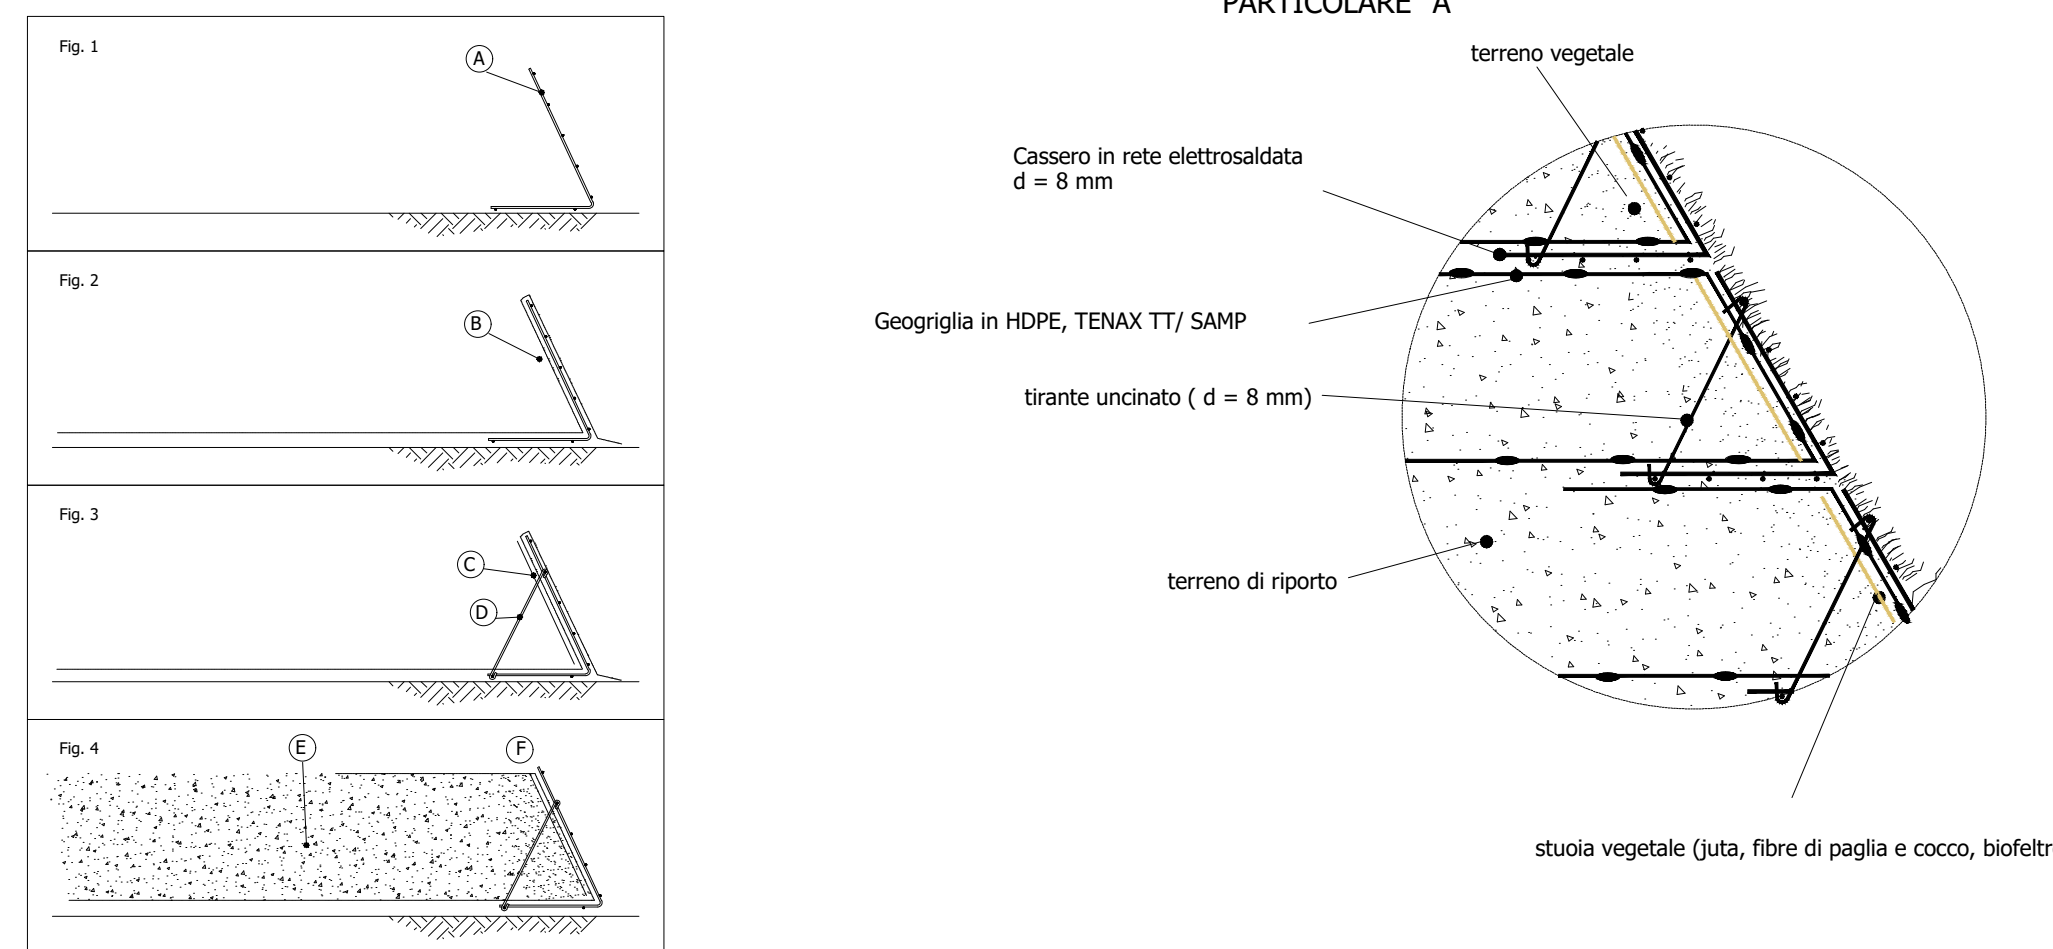 Fig. 1
A
Fig. 2
B
Fig. 3
C
D
Fig. 4
E
F
PARTICOLARE "A"
terreno vegetale
Cassero in rete elettrosaldata
d = 8 mm
Geogriglia in HDPE, TENAX TT/ SAMP
tirante uncinato ( d = 8 mm)
terreno di riporto
stuoia vegetale (juta, fibre di paglia e cocco, biofeltr